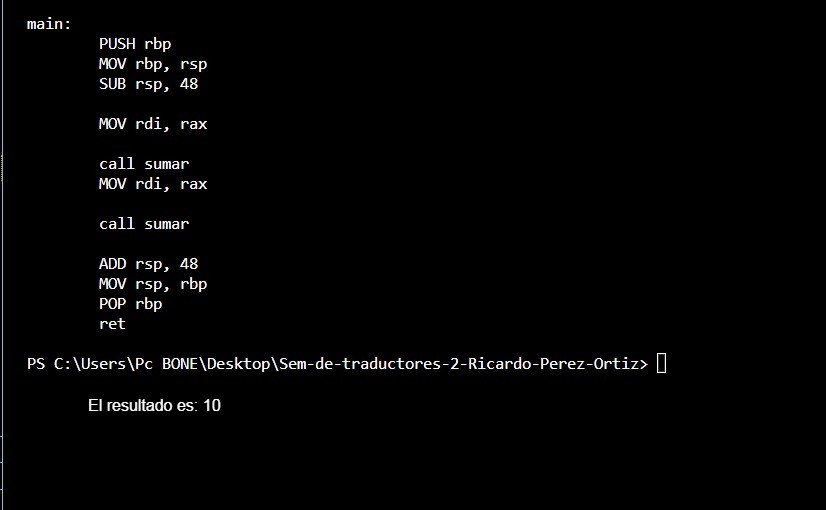 main:
PUSH rbp
MOV rbp, rsp
SUB rsp, 48
MOV rdi, rax
call sumar
MOV rdi, rax
call sumar
ADD rsp, 48
MOV rsp, rbp
POP rbp
ret
PS C:\Users\Pc BONE\Desktop\Sem-de-traductores-2-Ricardo-Perez-Ortiz>
El resultado es: 10